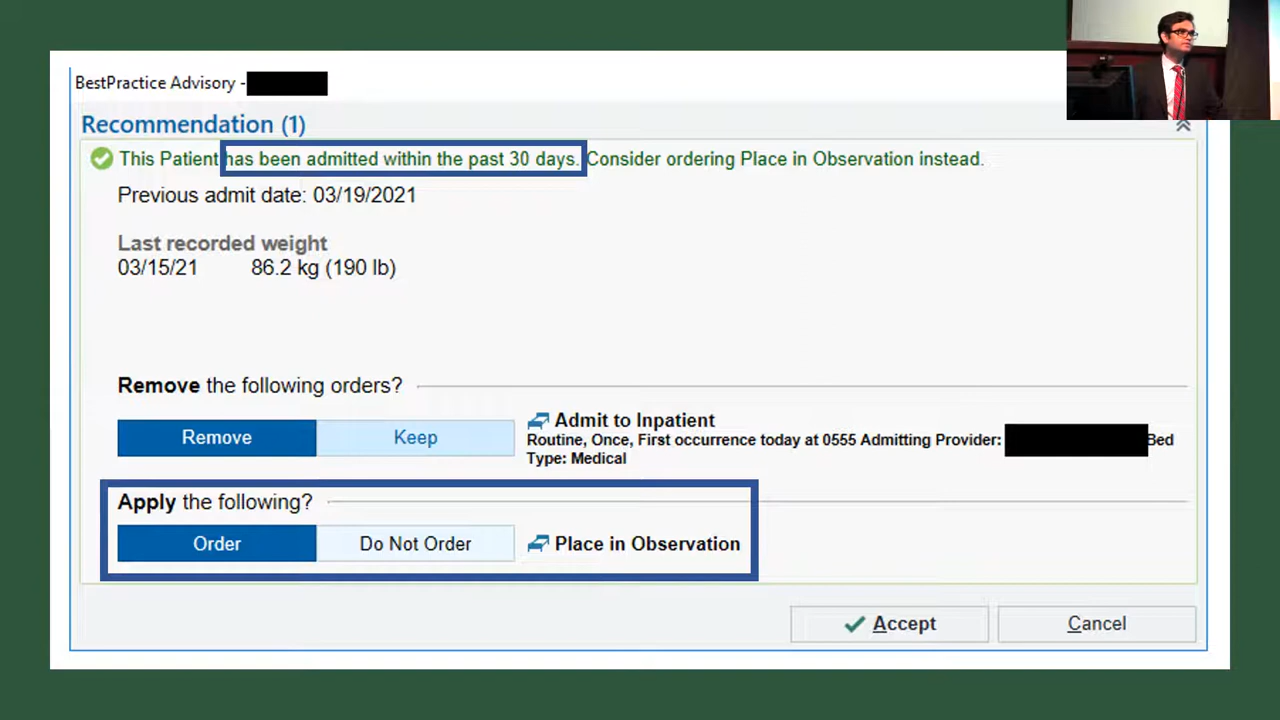 BestPractice Advisory -
Recommendation (1)
This Patient has been admitted within the past 30 days. Consider ordering Place in Observation instead.
Previous admit date: 03/19/2021
Last recorded weight
03/15/21 86.2 kg (190 lb)
Remove the following orders?
Remove Keep Admit to Inpatient
Routine, Once, First occurrence today at 0555 Admitting Provider: Bed
Type: Medical
Apply the following?
Order Do Not Order Place in Observation
Accept Cancel